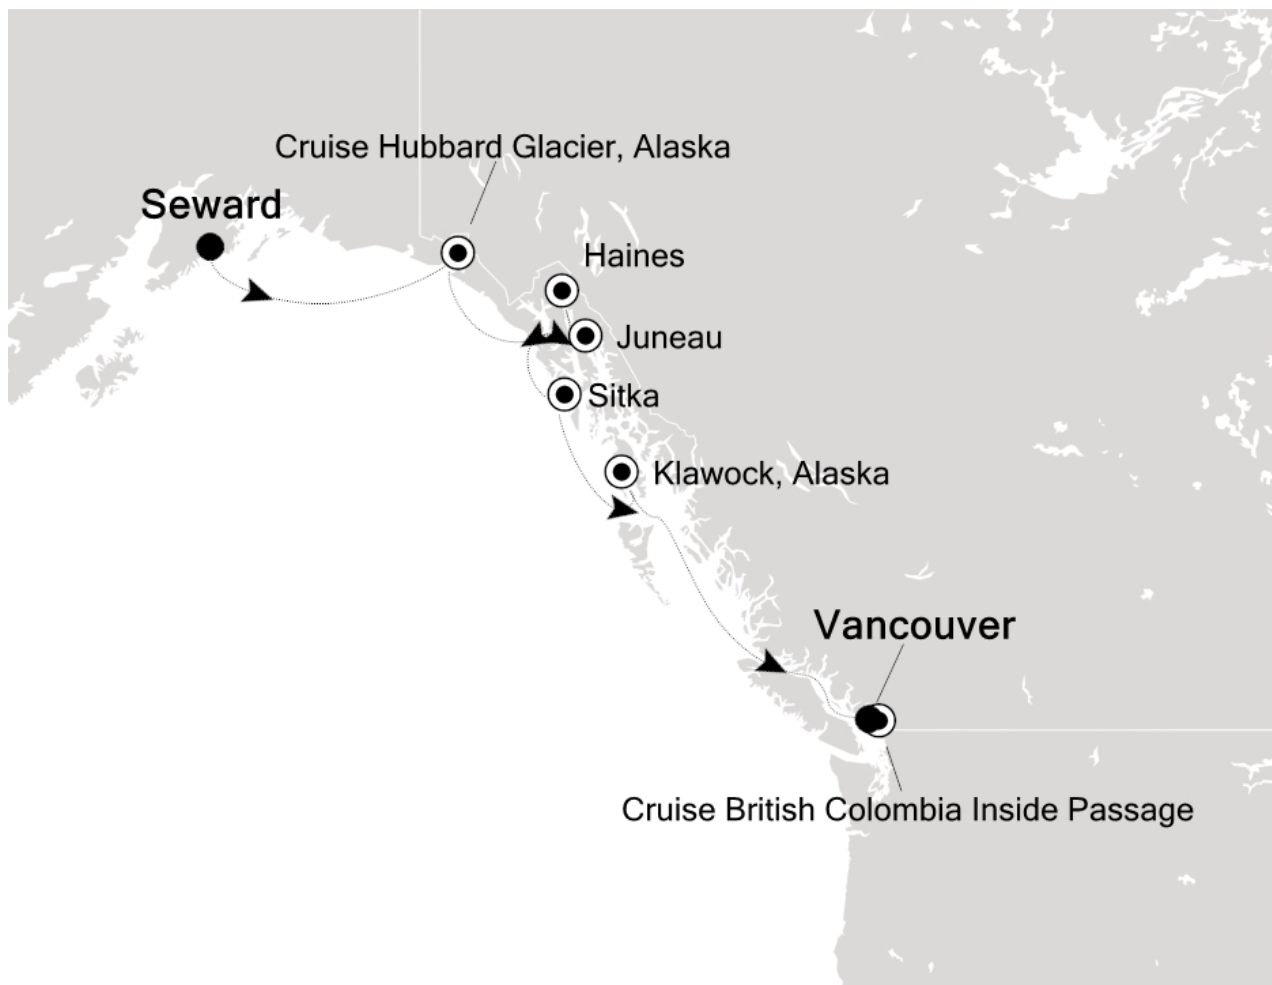 Cruise Hubbard Glacier, Alaska
Seward
Haines
Juneau
Sitka
Klawock, Alaska
Vancouver
Cruise British Colombia Inside Passage